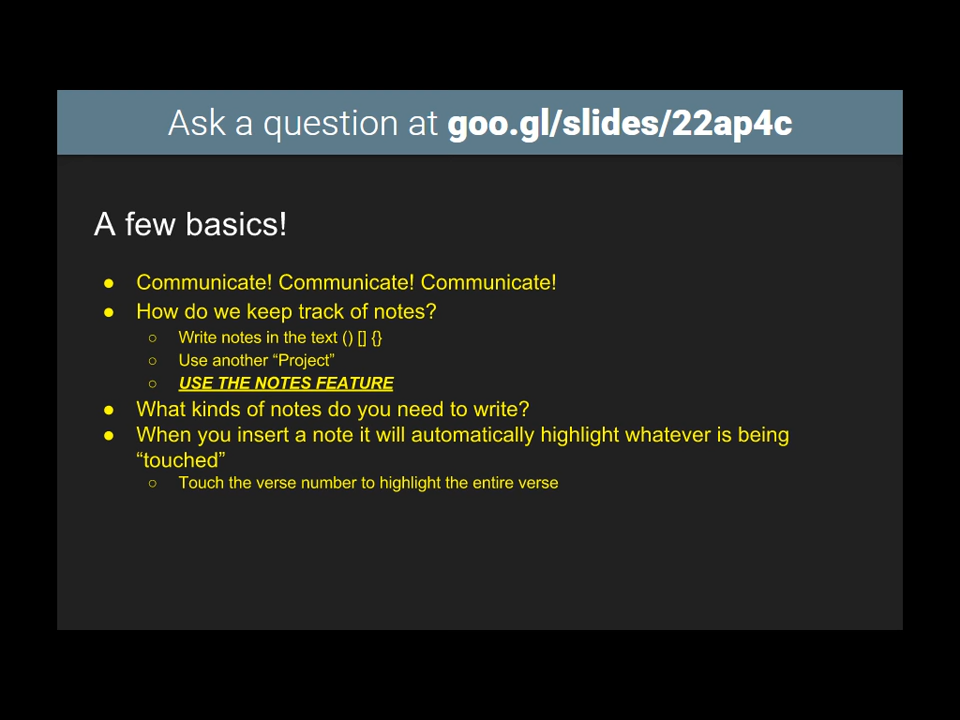 Ask a question at goo.gl/slides/22ap4c
A few basics!
● Communicate! Communicate! Communicate!
● How do we keep track of notes?
○ Write notes in the text () [] {}
○ Use another “Project”
○ USE THE NOTES FEATURE
● What kinds of notes do you need to write?
● When you insert a note it will automatically highlight whatever is being
“touched”
○ Touch the verse number to highlight the entire verse